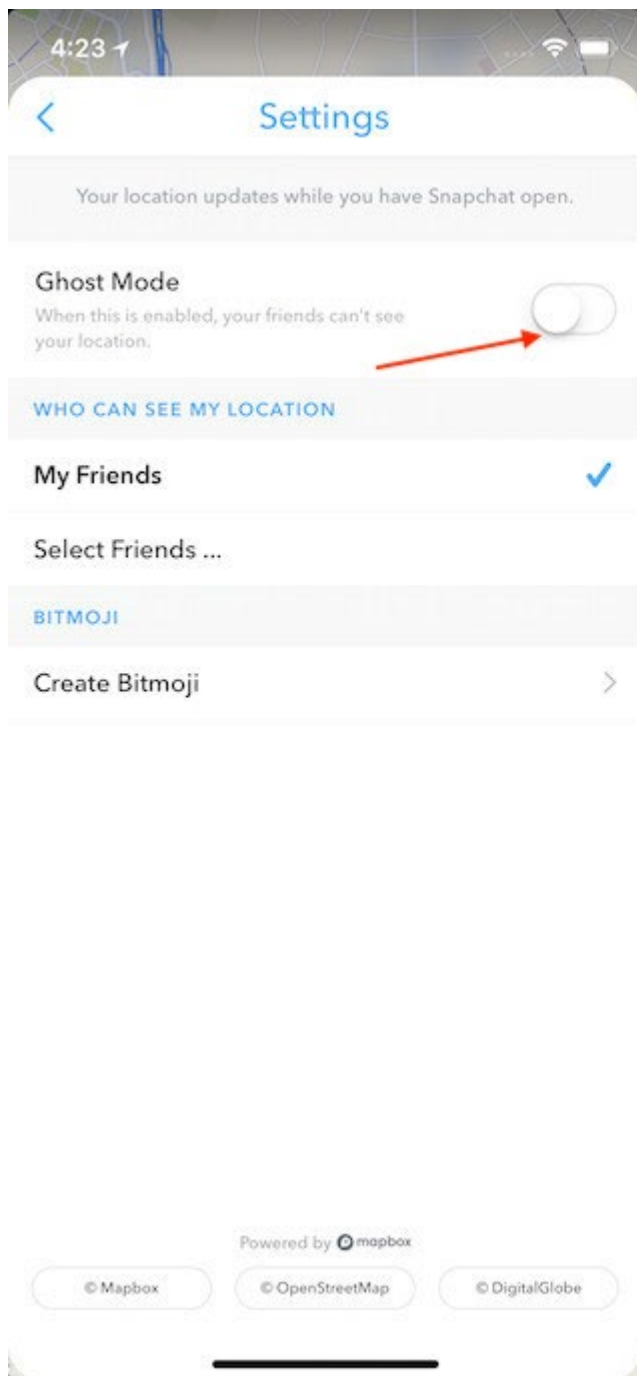 4:23
Settings
Your location updates while you have Snapchat open.
Ghost Mode
When this is enabled, your friends can't see
your location.
WHO CAN SEE MY LOCATION
My Friends
Select Friends ...
BITMOJI
Create Bitmoji
Powered by mapbox
© Mapbox
© OpenStreetMap
© DigitalGlobe